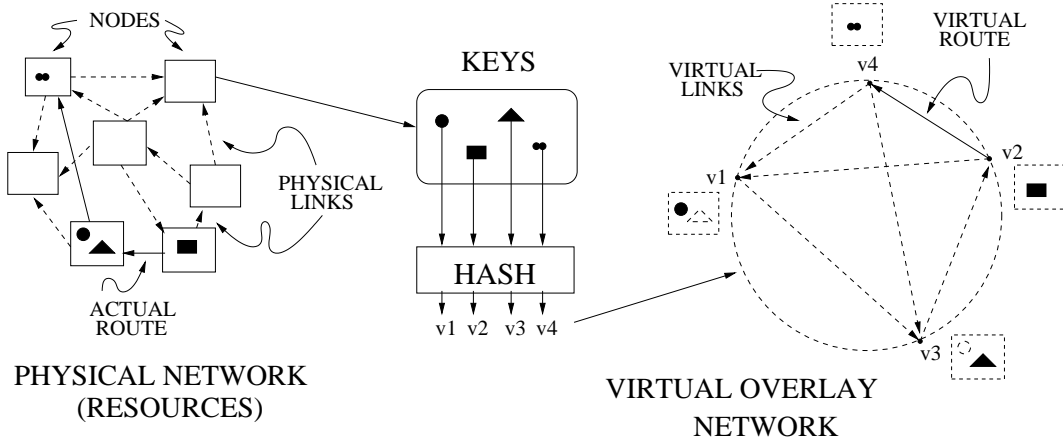 NODES
KEYS
VIRTUAL
ROUTE
VIRTUAL
LINKS
v4
v2
v1
PHYSICAL
LINKS
HASH
ACTUAL
ROUTE
v1 v2 v3 v4
v3
PHYSICAL NETWORK
(RESOURCES)
VIRTUAL OVERLAY
NETWORK